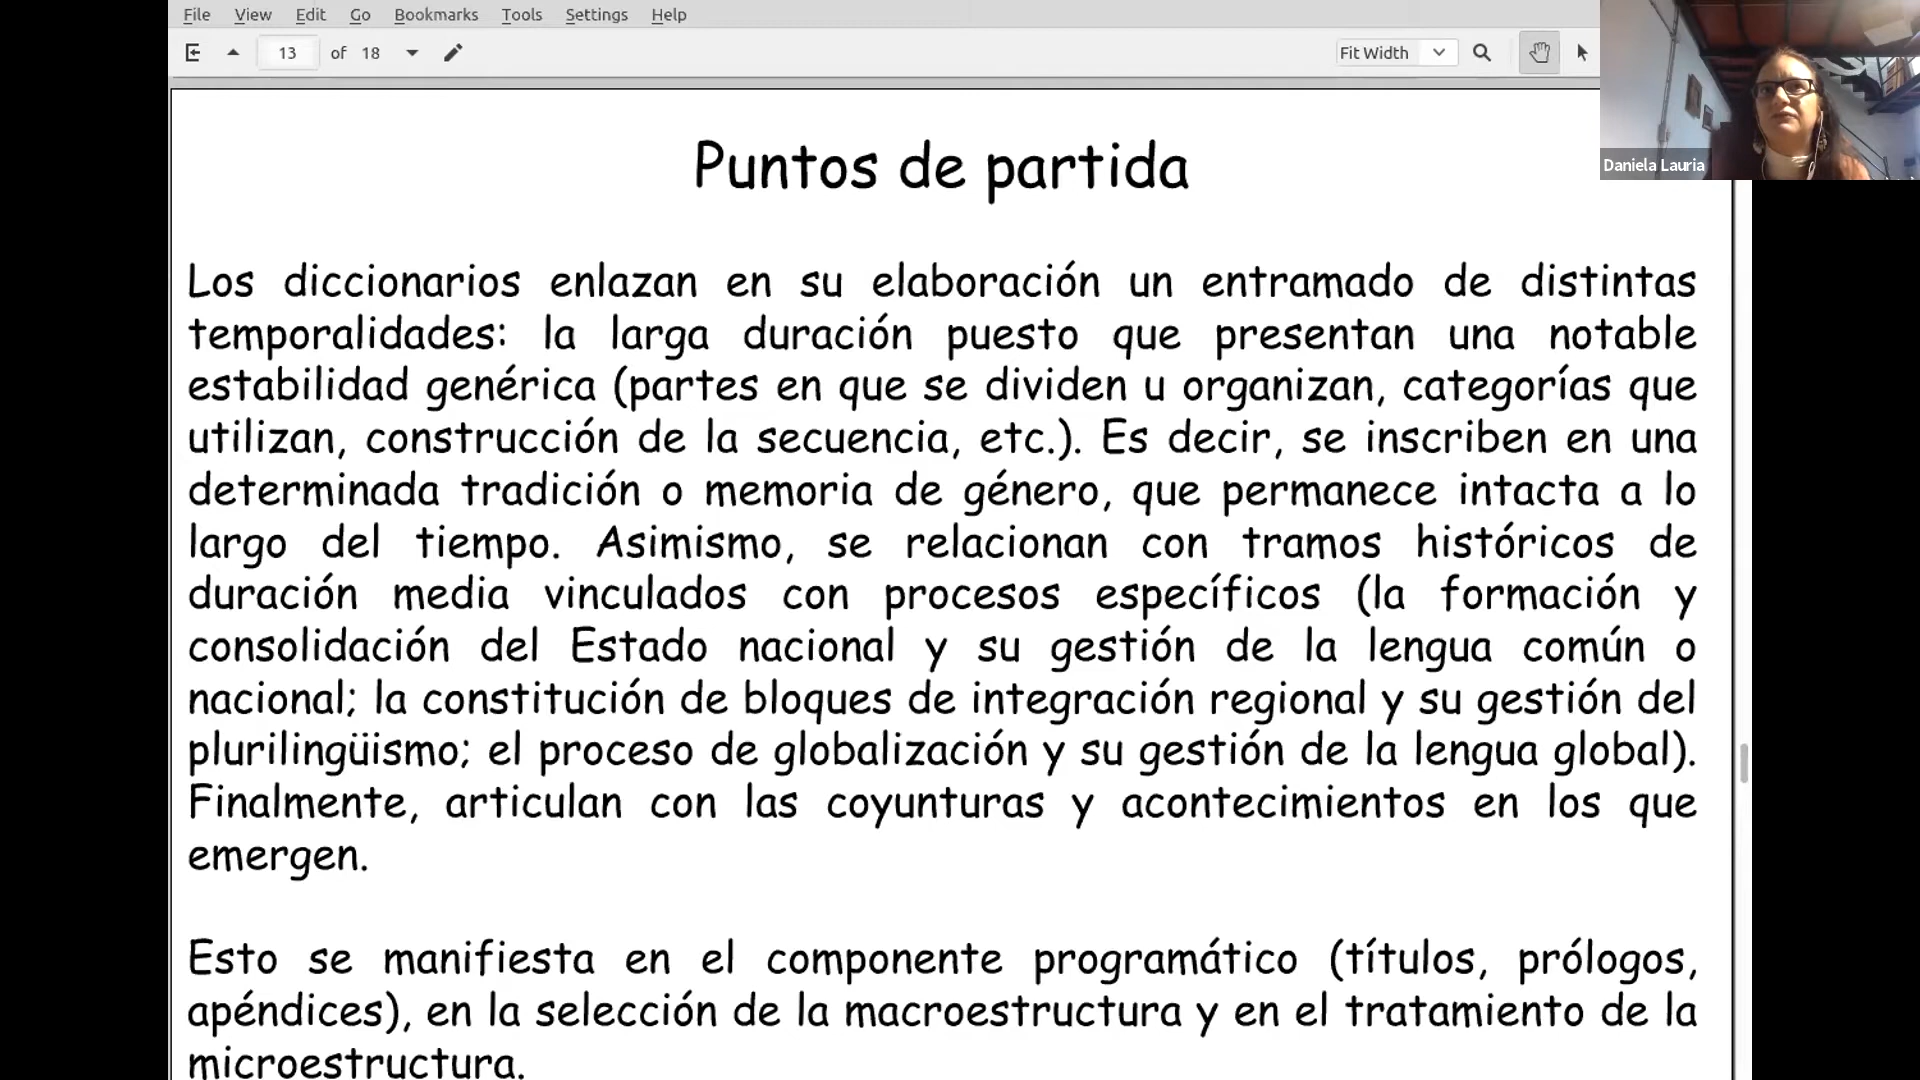 File View Edit Go Bookmarks Tools Settings Help
13 of 18 Fit Width
Daniela Lauria
Puntos de partida
Los diccionarios enlazan en su elaboración un entramado de distintas
temporalidades: la larga duración puesto que presentan una notable
estabilidad genérica (partes en que se dividen u organizan, categorías que
utilizan, construcción de la secuencia, etc.). Es decir, se inscriben en una
determinada tradición o memoria de género, que permanece intacta a lo
largo del tiempo. Asimismo, se relacionan con tramos históricos de
duración media vinculados con procesos específicos (la formación y
consolidación del Estado nacional y su gestión de la lengua común o
nacional; la constitución de bloques de integración regional y su gestión del
plurilingüismo; el proceso de globalización y su gestión de la lengua global).
Finalmente, articulan con las coyunturas y acontecimientos en los que
emergen.
Esto se manifiesta en el componente programático (títulos, prólogos,
apéndices), en la selección de la macroestructura y en el tratamiento de la
microestructura.